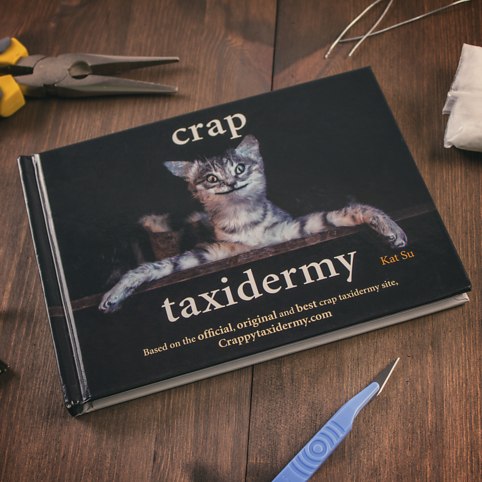 crap
taxidermy
Kat Su
Based on the official, original and best crap taxidermy site,
Crappytaxidermy.com